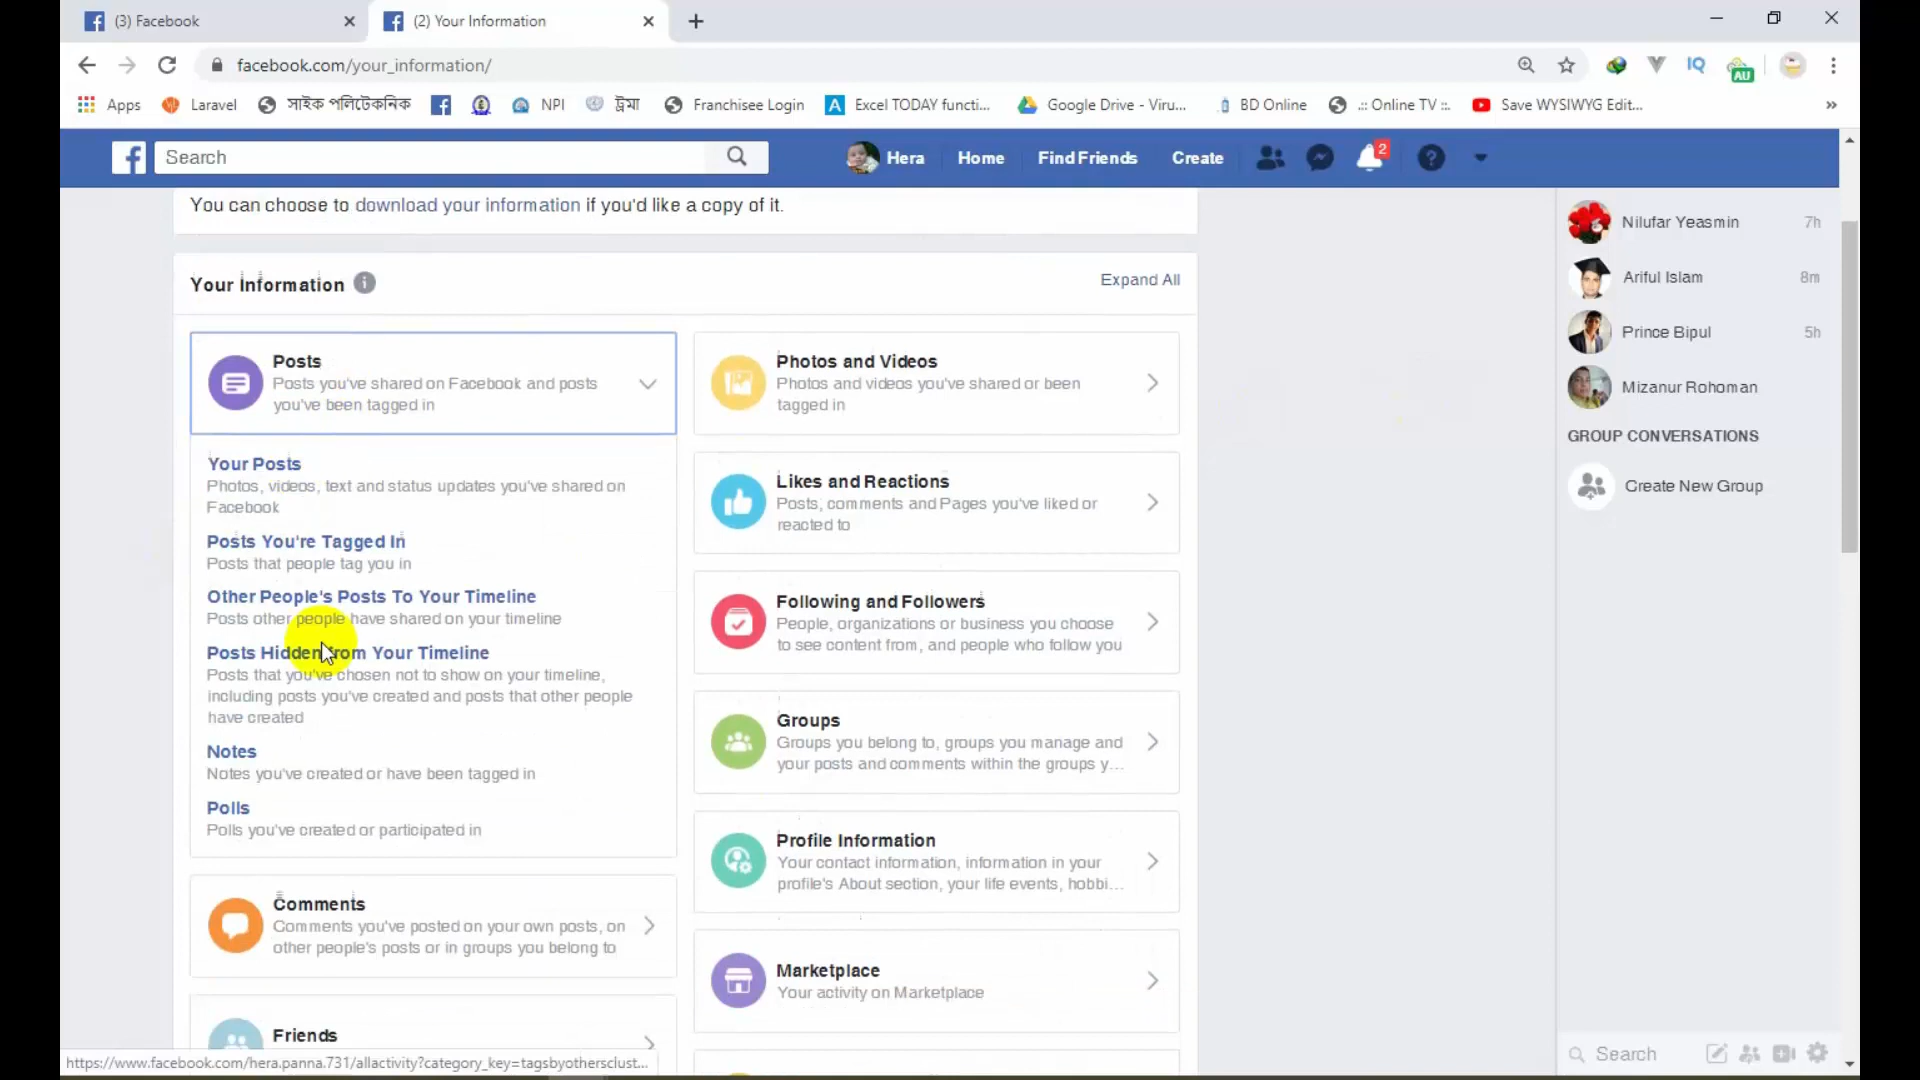 (3) Facebook
(2) Your Information
facebook.com/your_information/
IQ
AU
Apps
Laravel
সাইক পলিটেকনিক
NPI
ট্রমা
Franchisee Login
Excel TODAY functi...
Google Drive - Viru...
BD Online
.:: Online TV ::.
Save WYSIWYG Edit...
»
Search
Hera
Home
Find Friends
Create
2
You can choose to download your information if you'd like a copy of it.
Your Information
Expand All
Posts
Posts you've shared on Facebook and posts
you've been tagged in
Your Posts
Photos, videos, text and status updates you've shared on
Facebook
Posts You're Tagged In
Posts that people tag you in
Other People's Posts To Your Timeline
Posts other people have shared on your timeline
Posts Hidden From Your Timeline
Posts that you've chosen not to show on your timeline,
including posts you've created and posts that other people
have created
Notes
Notes you've created or have been tagged in
Polls
Polls you've created or participated in
Comments
Comments you've posted on your own posts, on
other people's posts or in groups you belong to
Friends
Photos and Videos
Photos and videos you've shared or been
tagged in
Likes and Reactions
Posts, comments and Pages you've liked or
reacted to
Following and Followers
People, organizations or business you choose
to see content from, and people who follow you
Groups
Groups you belong to, groups you manage and
your posts and comments within the groups y...
Profile Information
Your contact information, information in your
profile's About section, your life events, hobbi...
Marketplace
Your activity on Marketplace
Nilufar Yeasmin 7h
Ariful Islam 8m
Prince Bipul 5h
Mizanur Rohoman
GROUP CONVERSATIONS
Create New Group
Search
https://www.facebook.com/hera.panna.731/allactivity?category_key=tagsbyothersclust...